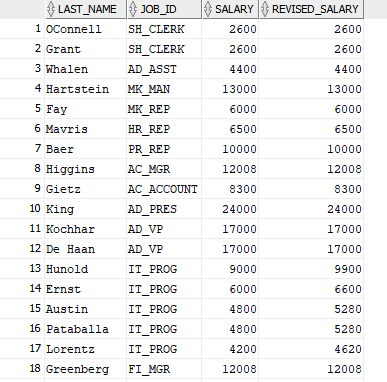 LAST_NAME JOB_ID SALARY REVISED_SALARY
1 OConnell SH_CLERK 2600 2600
2 Grant SH_CLERK 2600 2600
3 Whalen AD_ASST 4400 4400
4 Hartstein MK_MAN 13000 13000
5 Fay MK_REP 6000 6000
6 Mavris HR_REP 6500 6500
7 Baer PR_REP 10000 10000
8 Higgins AC_MGR 12008 12008
9 Gietz AC_ACCOUNT 8300 8300
10 King AD_PRES 24000 24000
11 Kochhar AD_VP 17000 17000
12 De Haan AD_VP 17000 17000
13 Hunold IT_PROG 9000 9900
14 Ernst IT_PROG 6000 6600
15 Austin IT_PROG 4800 5280
16 Pataballa IT_PROG 4800 5280
17 Lorentz IT_PROG 4200 4620
18 Greenberg FI_MGR 12008 12008